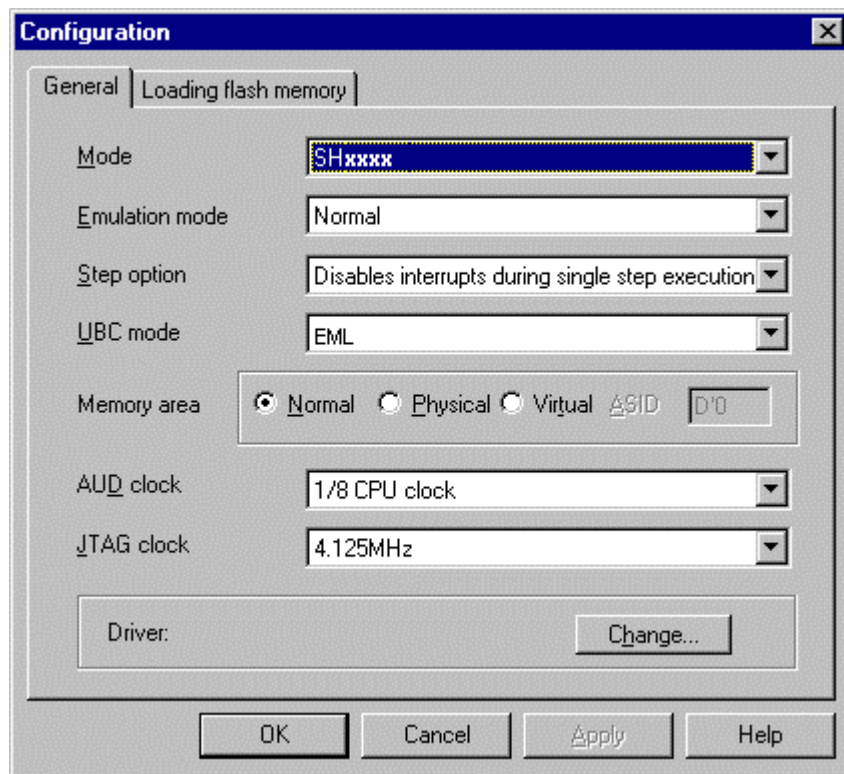 Configuration
General Loading flash memory
Mode SHxxxx
Emulation mode Normal
Step option Disables interrupts during single step execution
UBC mode EML
Memory area Normal Physical Virtual ASID D'0
AUD clock 1/8 CPU clock
JTAG clock 4.125MHz
Driver: Change...
OK Cancel Apply Help